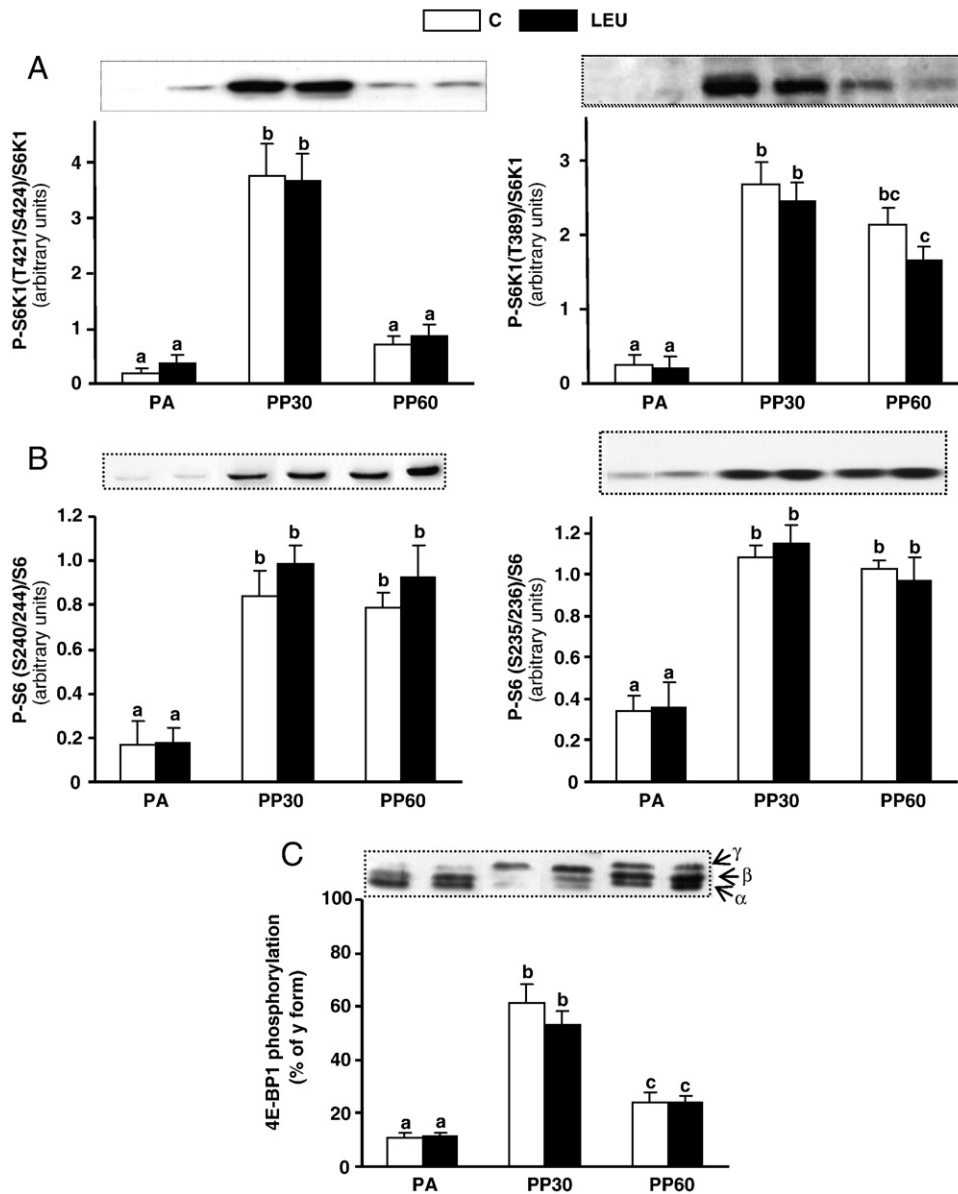 C LEU
A
P-S6K1(T421/S424)/S6K1
(arbitrary units)
4
3
2
1
0
a a b b a a
PA PP30 PP60
P-S6K1(T389)/S6K1
(arbitrary units)
3
2
1
0
a a b b bc c
PA PP30 PP60
B
P-S6 (S240/244)/S6
(arbitrary units)
1.2
1.0
0.8
0.6
0.4
0.2
0
a a b b b b
PA PP30 PP60
P-S6 (S235/236)/S6
(arbitrary units)
1.2
1.0
0.8
0.6
0.4
0.2
0
a a b b b b
PA PP30 PP60
C
γ
β
α
4E-BP1 phosphorylation
(% of y form)
100
80
60
40
20
0
a a b b c c
PA PP30 PP60